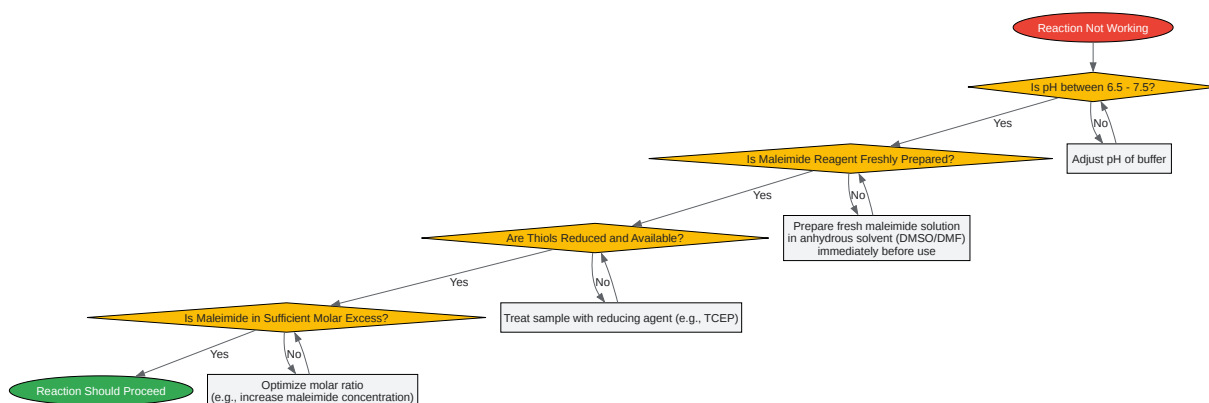 Reaction Not Working
Is pH between 6.5 - 7.5?
Yes
No
Adjust pH of buffer
Is Maleimide Reagent Freshly Prepared?
Yes
No
Prepare fresh maleimide solution
in anhydrous solvent (DMSO/DMF)
immediately before use
Are Thiols Reduced and Available?
Yes
No
Treat sample with reducing agent (e.g., TCEP)
Is Maleimide in Sufficient Molar Excess?
Yes
No
Reaction Should Proceed
Optimize molar ratio
(e.g., increase maleimide concentration)